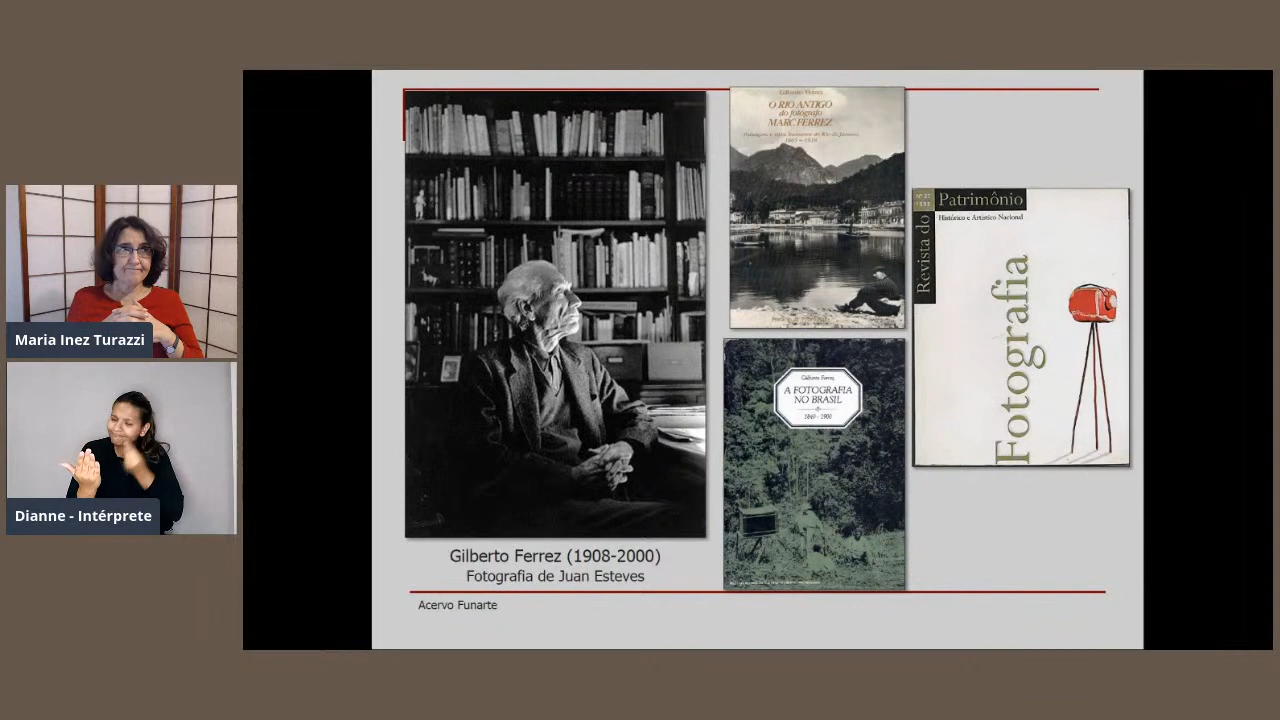 Maria Inez Turazzi
Dianne - Intérprete
Gilberto Ferrez (1908-2000)
Fotografia de Juan Esteves
Acervo Funarte
Gilberto Ferrez
O RIO ANTIGO
do fotógrafo
MARC FERREZ
Gilberto Ferrez
A FOTOGRAFIA
NO BRASIL
1840 - 1900
Revista do
Patrimônio
Histórico e Artístico Nacional
Fotografia